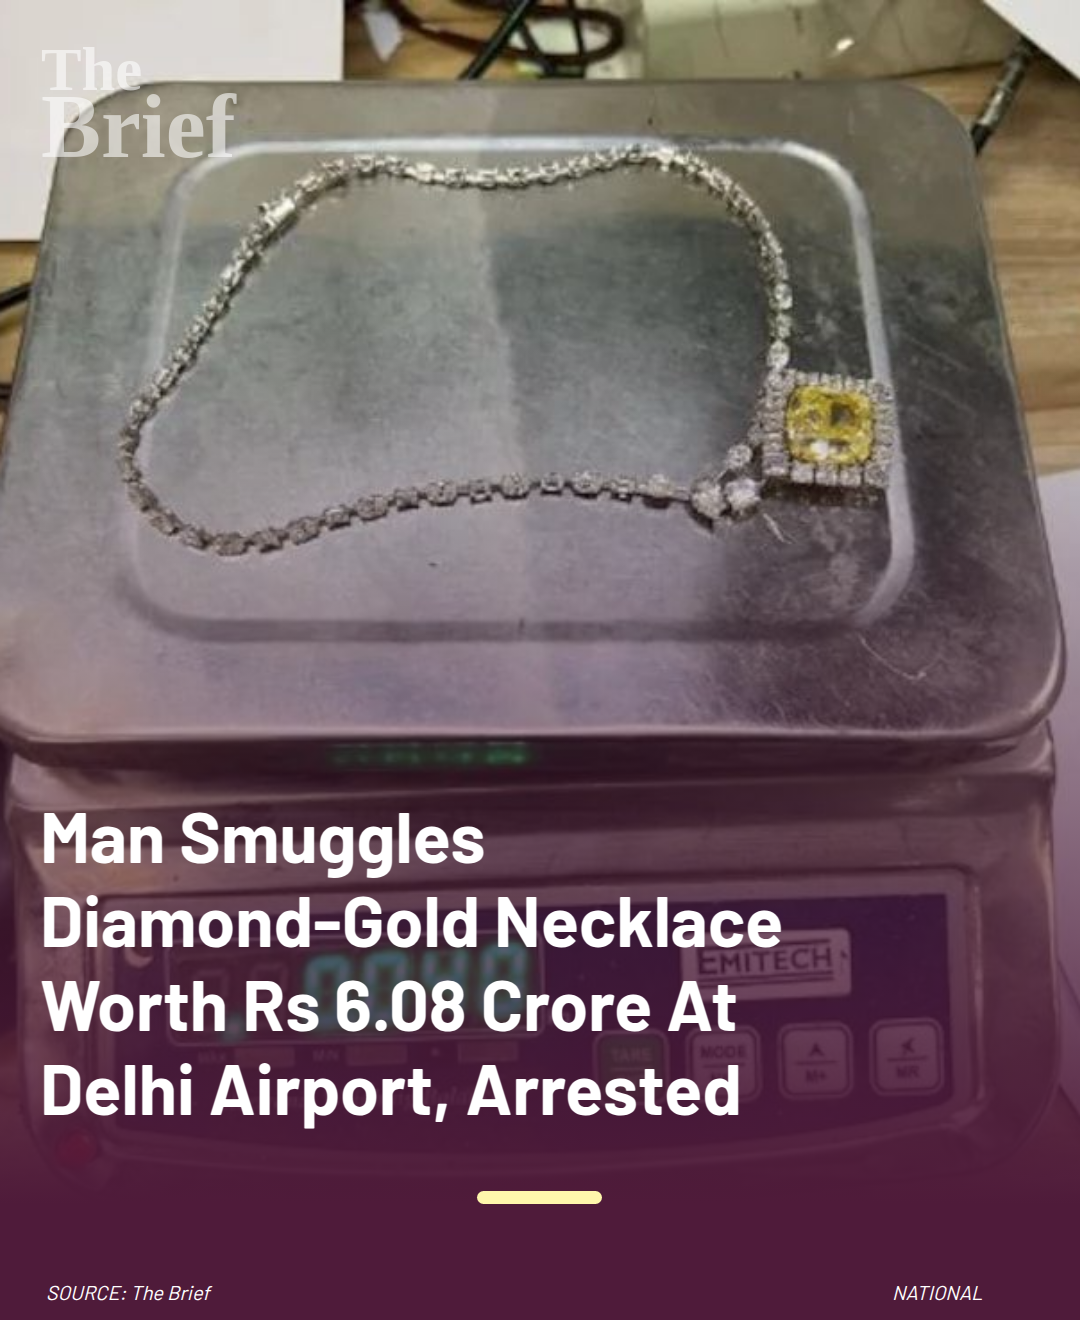 The
Brief
Man Smuggles
Diamond-Gold Necklace
Worth Rs 6.08 Crore At
Delhi Airport, Arrested
EMITECH
TARE
MODE
M+
MR
SOURCE: The Brief
NATIONAL